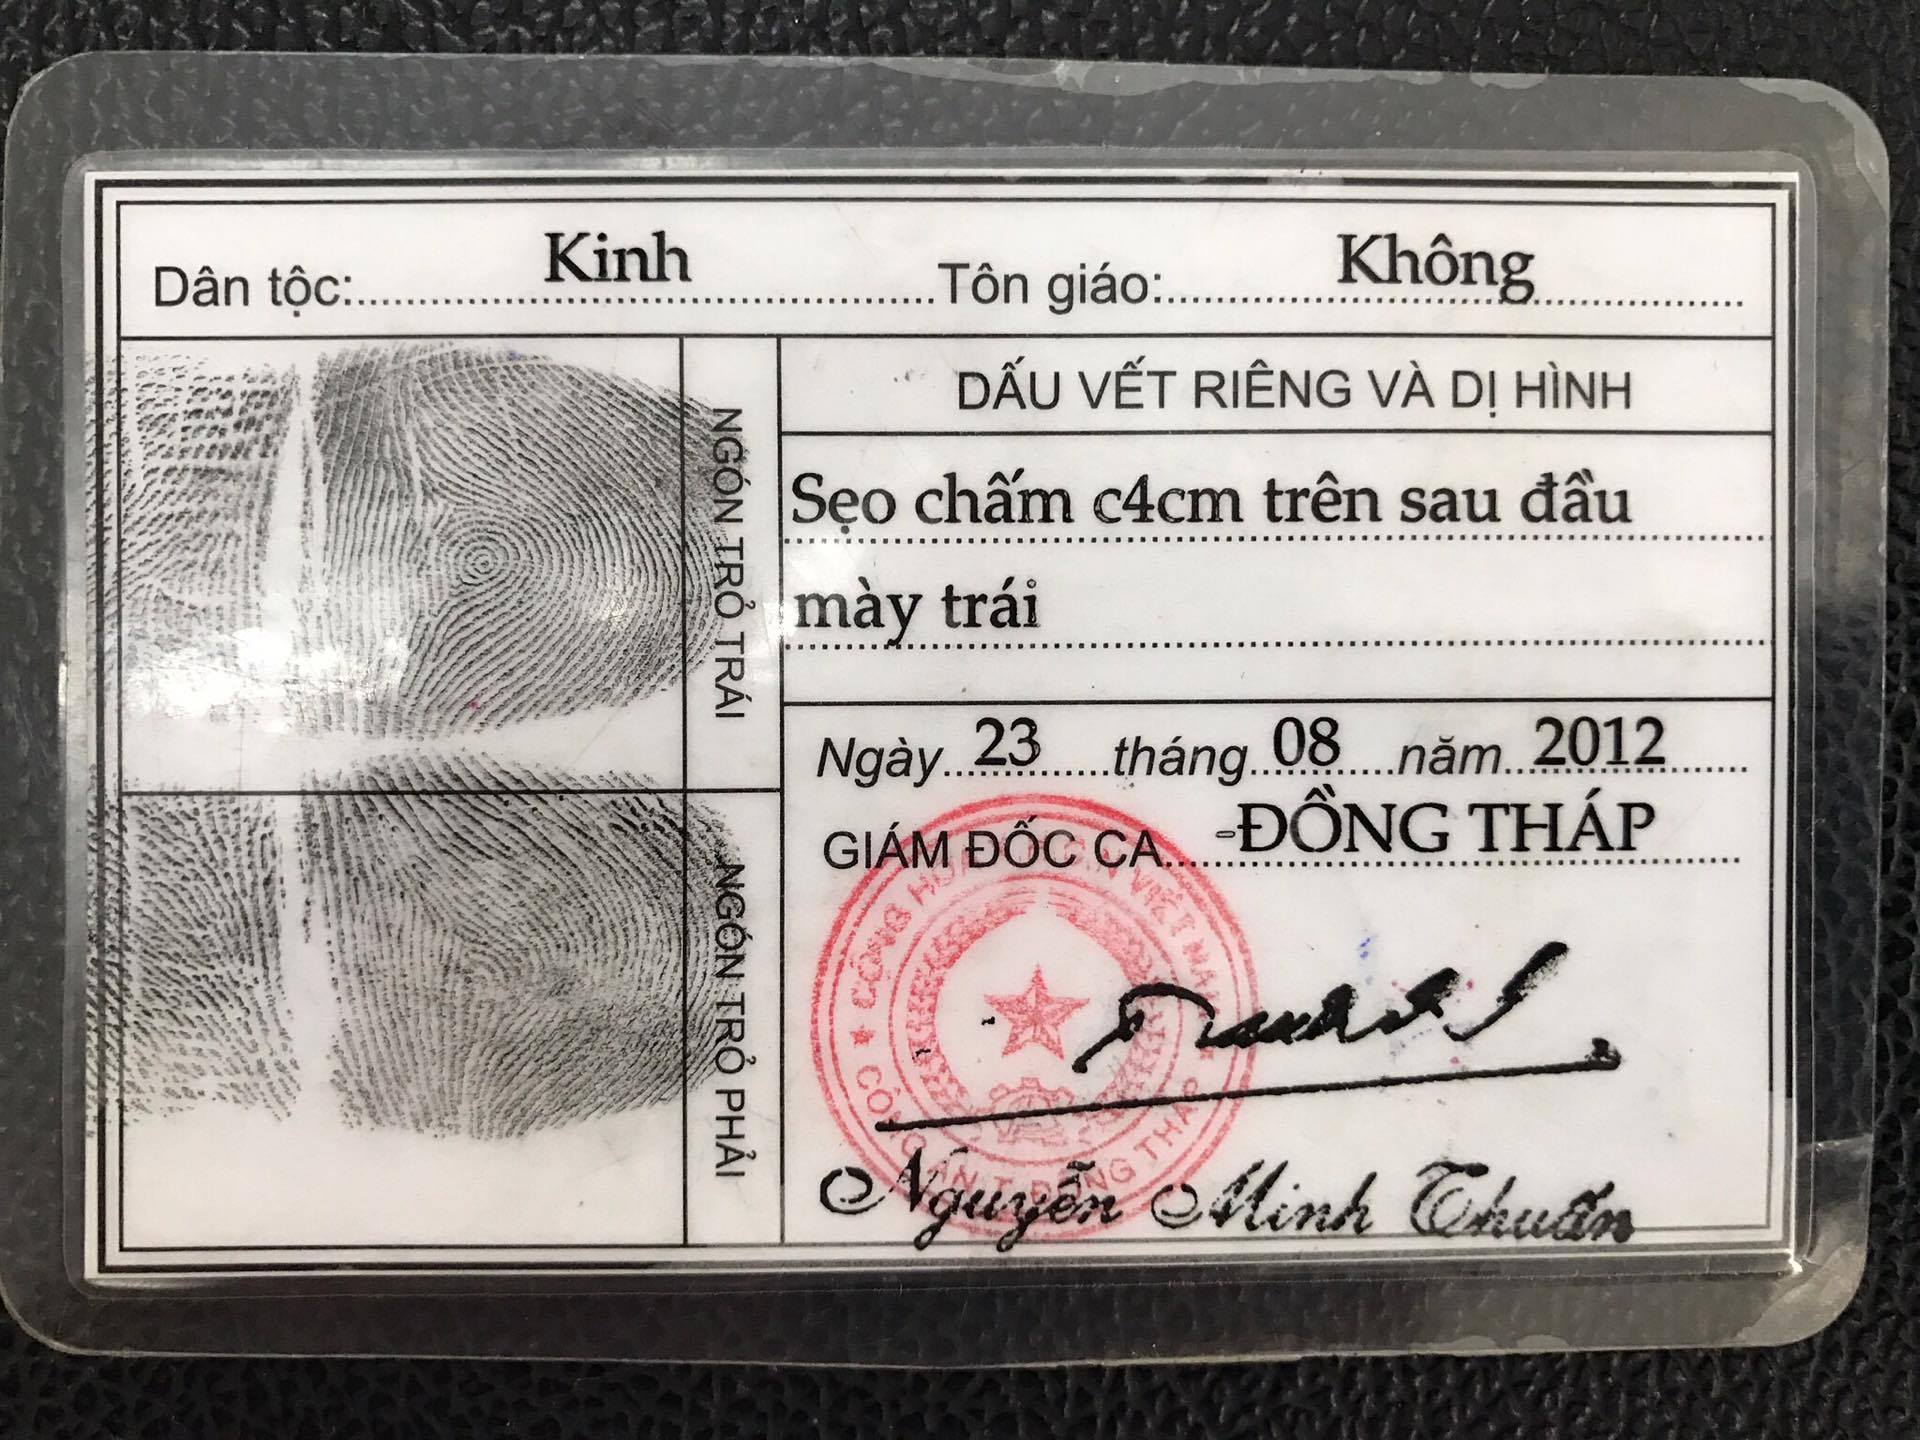 Dân tộc: Kinh Tôn giáo: Không
NGÓN TRỎ TRÁI
NGÓN TRỎ PHẢI
DẤU VẾT RIÊNG VÀ DỊ HÌNH
Sẹo chấm c4cm trên sau đầu
mày trái
Ngày 23 tháng 08 năm 2012
GIÁM ĐỐC CA -ĐỒNG THÁP
CÔNG HÒA VIỆT NAM
CÔNG AN T. ĐỒNG THÁP
Nguyễn Minh Thuấn